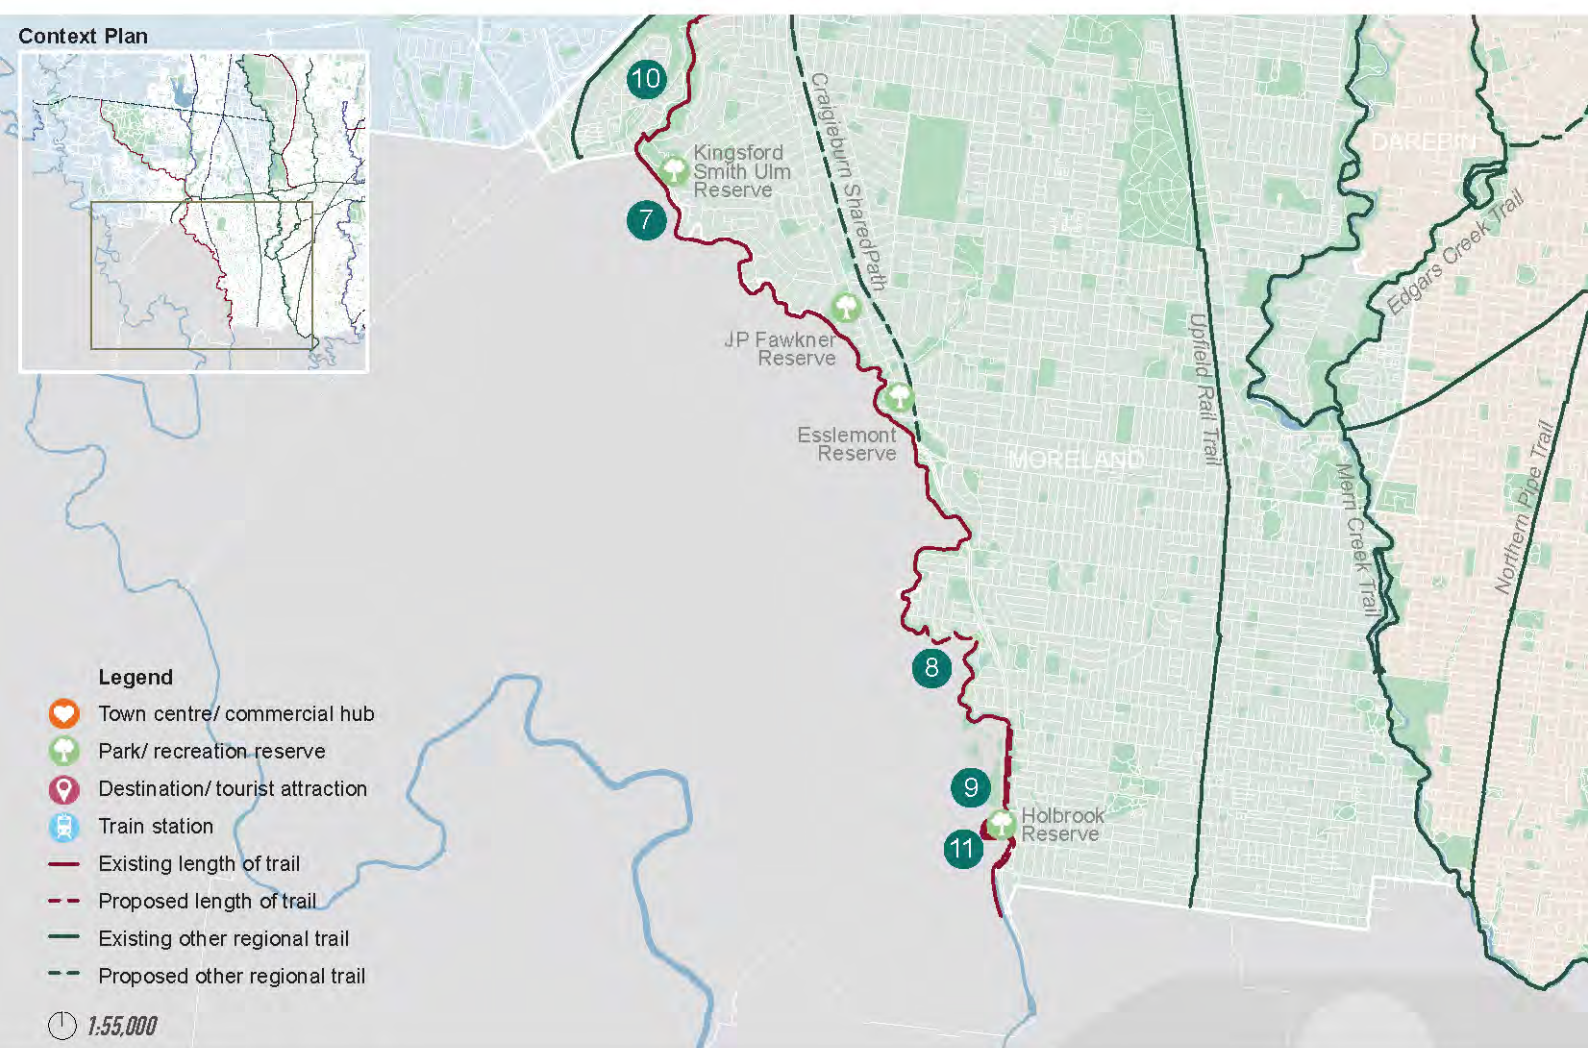 Context Plan
10
Kingsford
Smith Ulm
Reserve
7
Craigieburn Shared Path
DAREBIN
Edgars Creek Trail
JP Fawkner
Reserve
Upfield Rail Trail
Esslemont
Reserve
MORELAND
Merri Creek Trail
Northern Pipe Trail
8
9
Holbrook
Reserve
11
Legend
Town centre/ commercial hub
Park/ recreation reserve
Destination/ tourist attraction
Train station
Existing length of trail
Proposed length of trail
Existing other regional trail
Proposed other regional trail
1:55,000